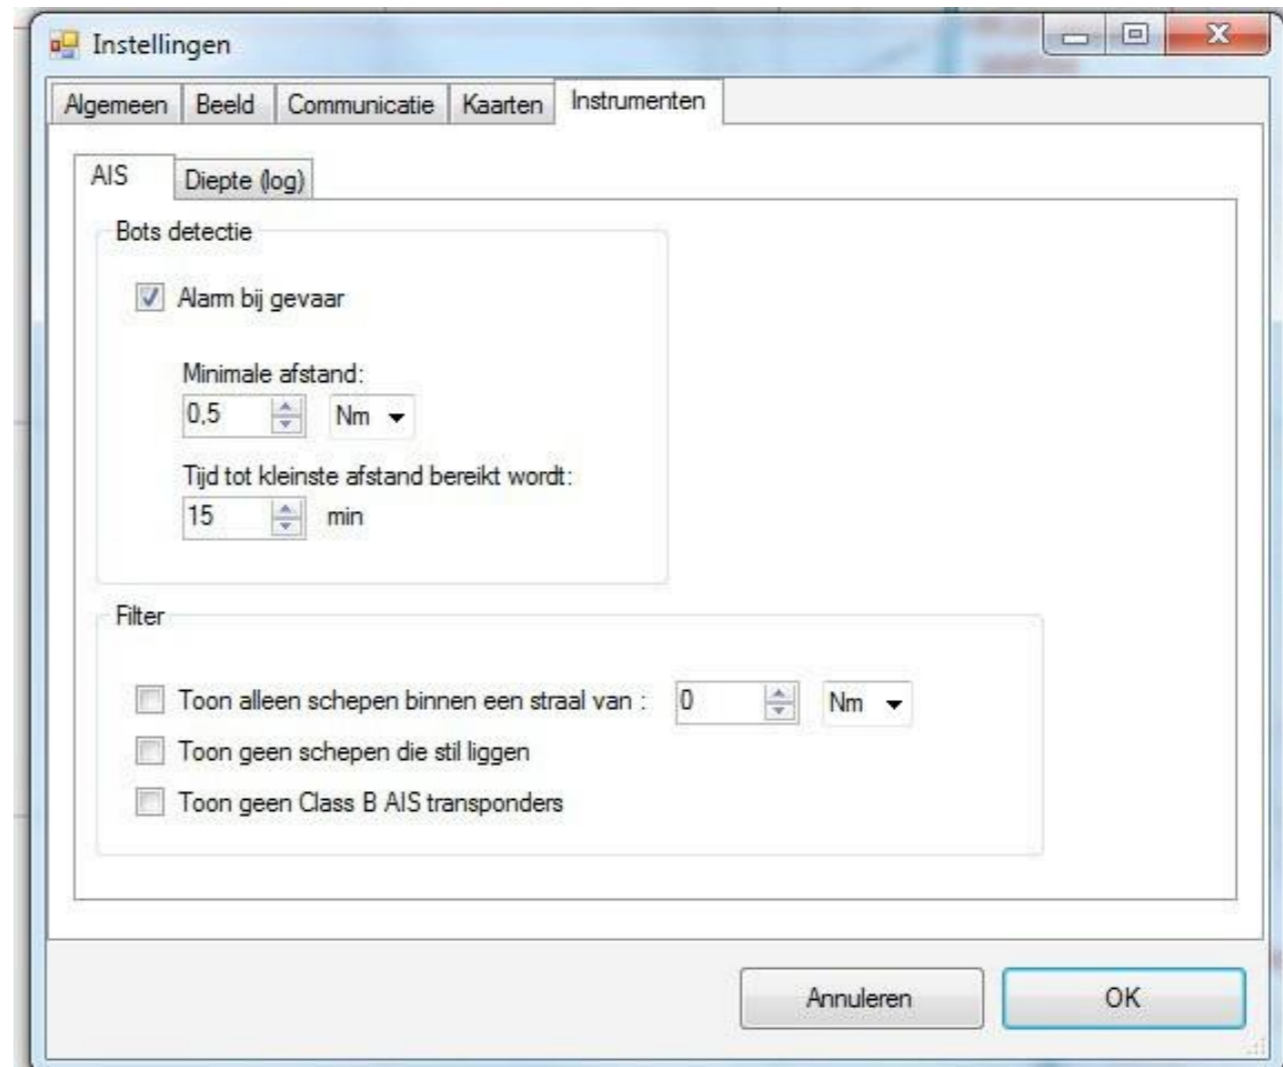 Instellingen
Algemeen Beeld Communicatie Kaarten Instrumenten
AIS Diepte (log)
Bots detectie
Alarm bij gevaar
Minimale afstand:
0,5 Nm
Tijd tot kleinste afstand bereikt wordt:
15 min
Filter
Toon alleen schepen binnen een straal van : 0 Nm
Toon geen schepen die stil liggen
Toon geen Class B AIS transponders
Annuleren OK